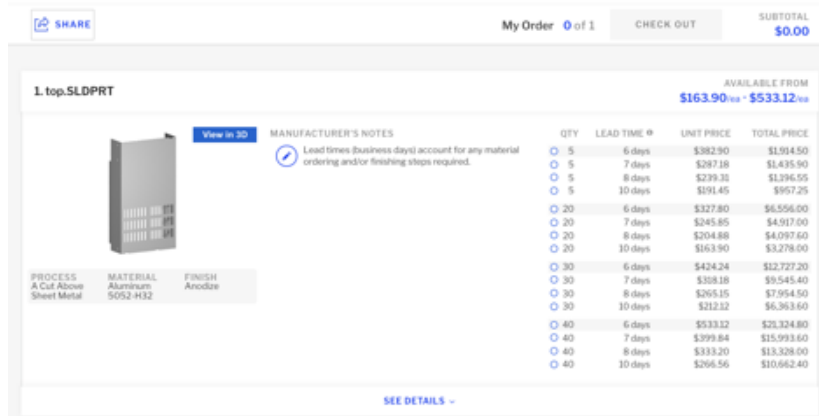 SHARE
My Order 0 of 1
CHECK OUT
SUBTOTAL
$0.00
1. top.SLDPRT
AVAILABLE FROM
$163.90/ea - $533.12/ea
View in 3D
MANUFACTURER'S NOTES
Lead times (business days) account for any material
ordering and/or finishing steps required.
QTY LEAD TIME UNIT PRICE TOTAL PRICE
5 6 days $382.90 $1,914.50
5 7 days $287.18 $1,435.90
5 8 days $239.31 $1,196.55
5 10 days $191.45 $957.25
20 6 days $327.80 $6,556.00
20 7 days $245.85 $4,917.00
20 8 days $204.88 $4,097.60
20 10 days $163.90 $3,278.00
30 6 days $424.24 $12,727.20
30 7 days $318.18 $9,545.40
30 8 days $265.15 $7,954.50
30 10 days $212.12 $6,363.60
40 6 days $533.12 $21,324.80
40 7 days $399.84 $15,993.60
40 8 days $333.20 $13,328.00
40 10 days $266.56 $10,662.40
PROCESS
A Cut Above
Sheet Metal
MATERIAL
Aluminum
5052-H32
FINISH
Anodize
SEE DETAILS